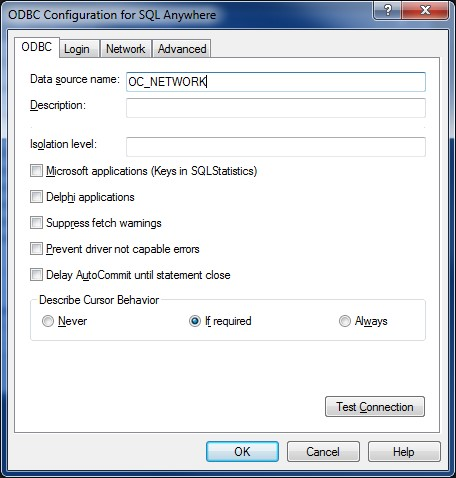 ODBC Configuration for SQL Anywhere
ODBC Login Network Advanced
Data source name: OC_NETWORK
Description:
Isolation level:
Microsoft applications (Keys in SQLStatistics)
Delphi applications
Suppress fetch warnings
Prevent driver not capable errors
Delay AutoCommit until statement close
Describe Cursor Behavior
Never If required Always
Test Connection
OK Cancel Help